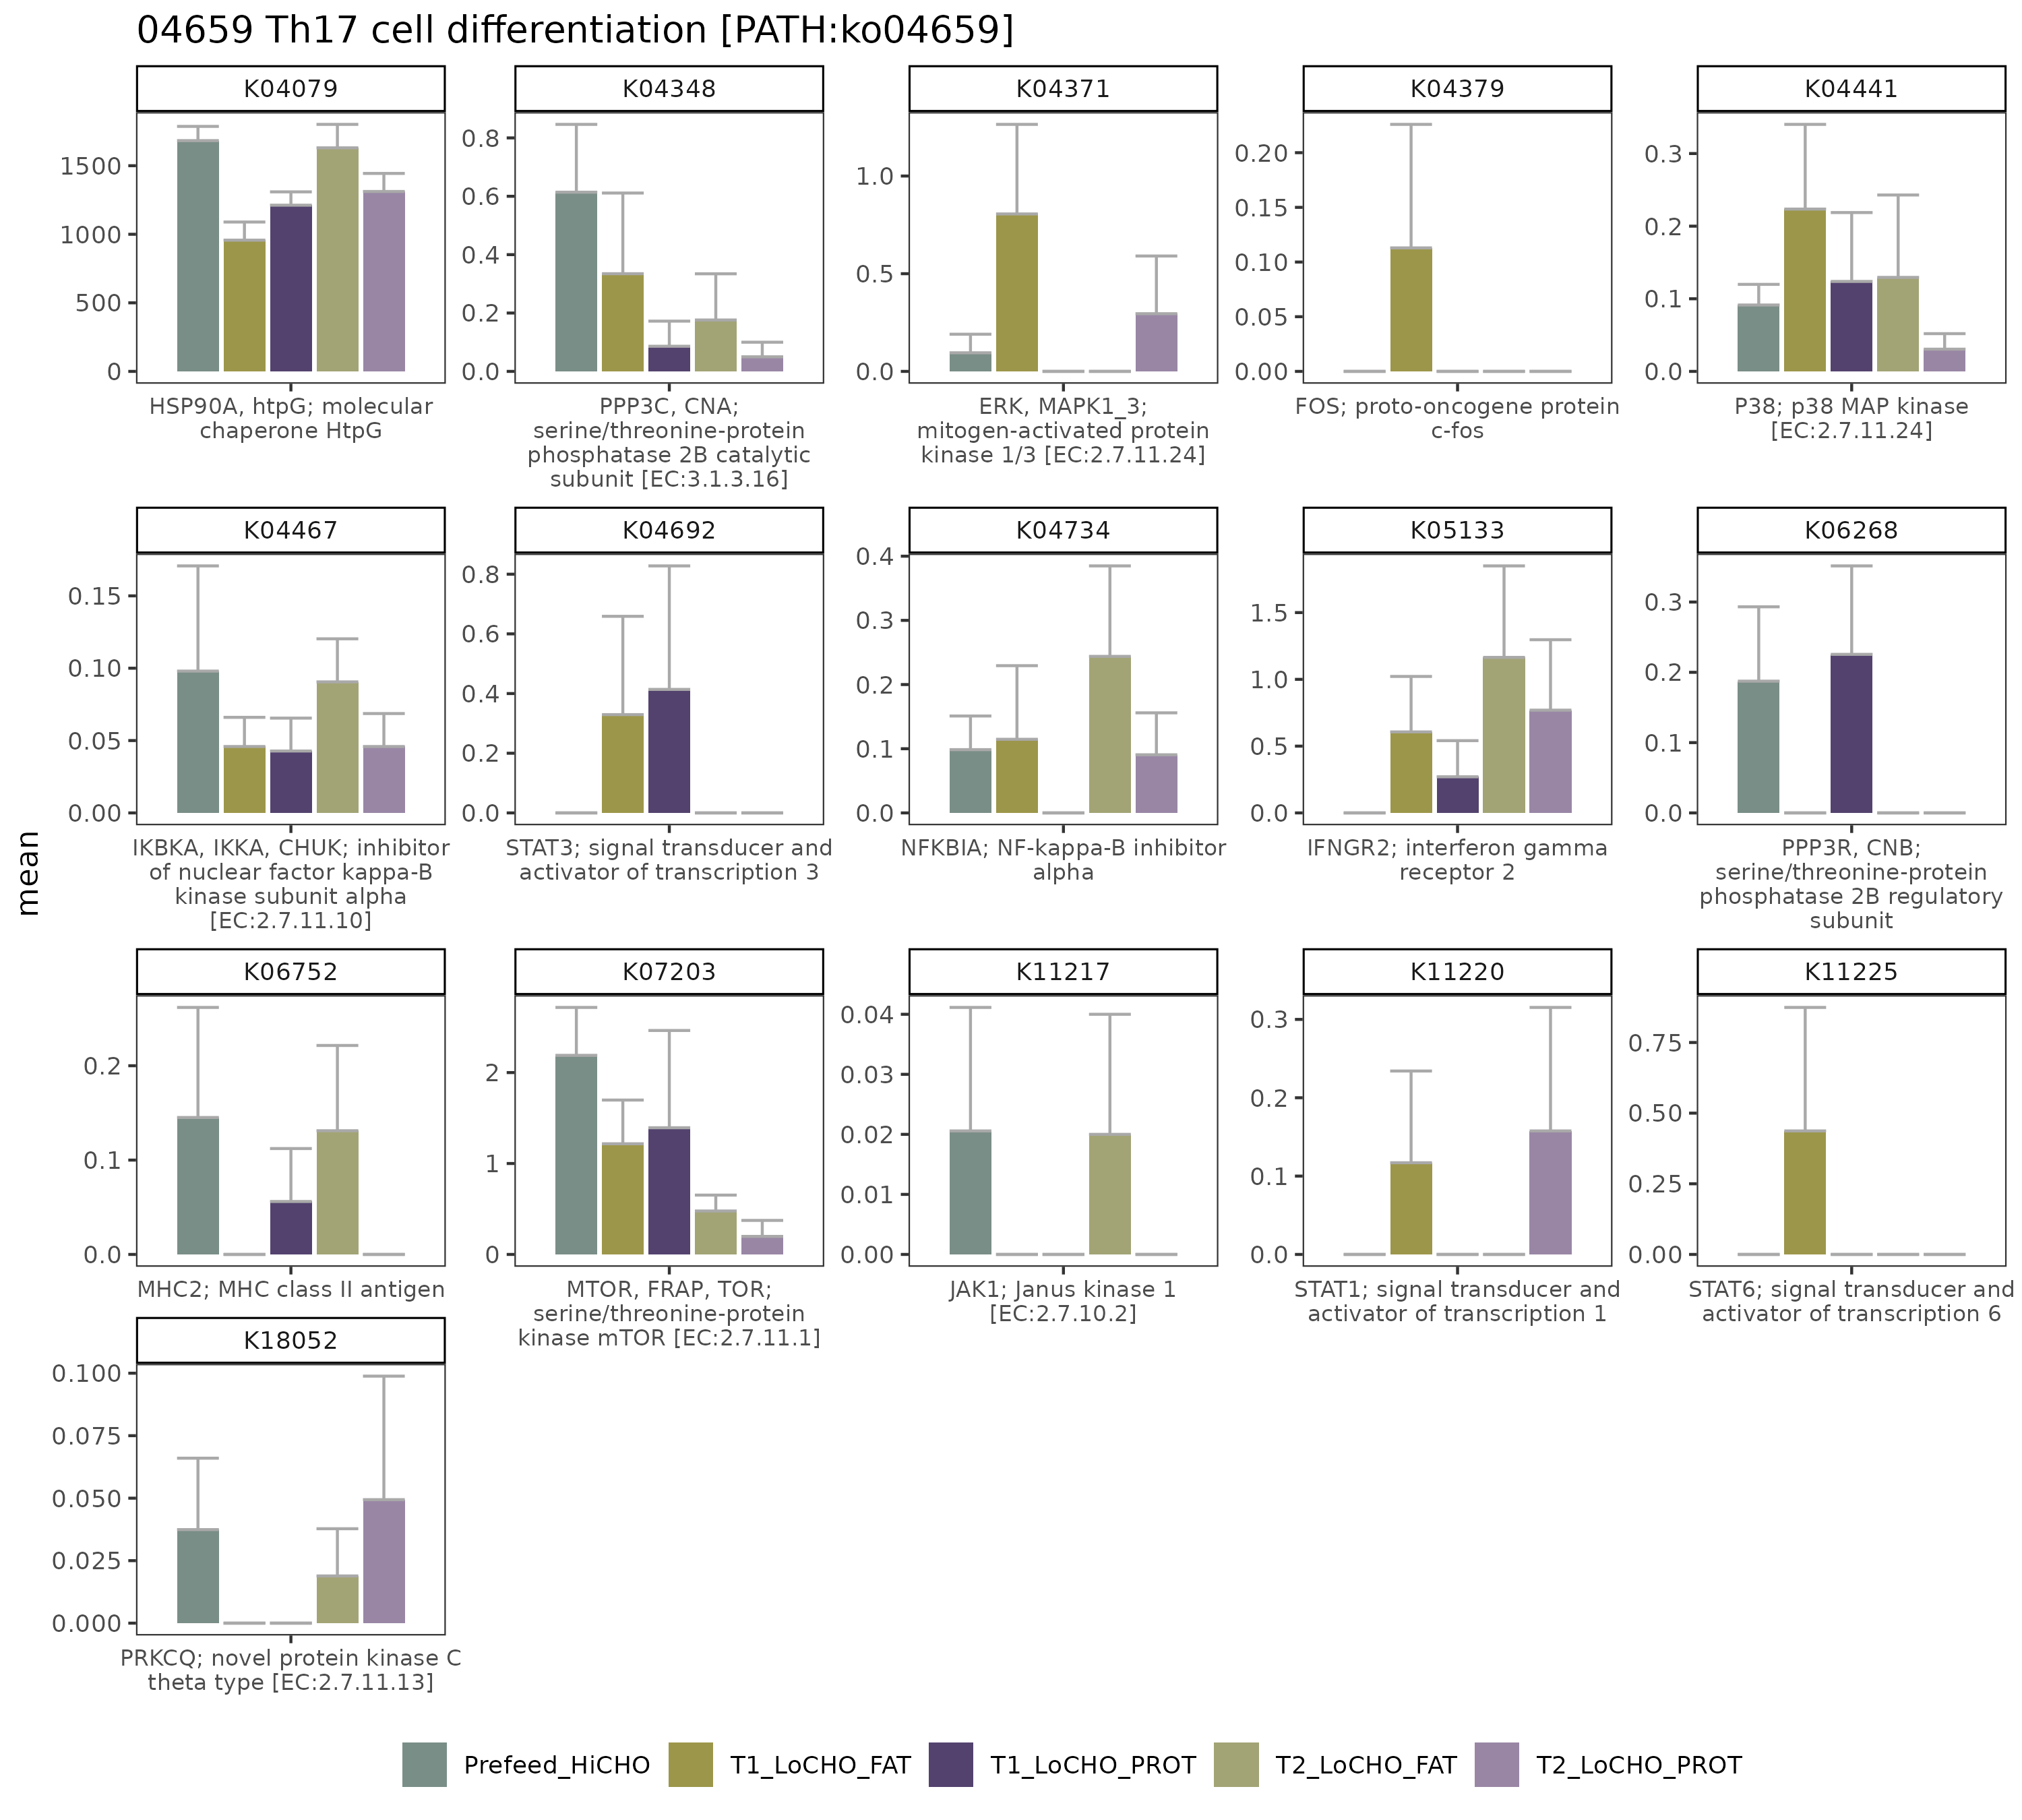 04659 Th17 cell differentiation [PATH:ko04659]
mean
K04079
1500
1000
500
0
HSP90A, htpG; molecular
chaperone HtpG
K04348
0.8
0.6
0.4
0.2
0.0
PPP3C, CNA;
serine/threonine-protein
phosphatase 2B catalytic
subunit [EC:3.1.3.16]
K04371
1.0
0.5
0.0
ERK, MAPK1_3;
mitogen-activated protein
kinase 1/3 [EC:2.7.11.24]
K04379
0.20
0.15
0.10
0.05
0.00
FOS; proto-oncogene protein
c-fos
K04441
0.3
0.2
0.1
0.0
P38; p38 MAP kinase
[EC:2.7.11.24]
K04467
0.15
0.10
0.05
0.00
IKBKA, IKKA, CHUK; inhibitor
of nuclear factor kappa-B
kinase subunit alpha
[EC:2.7.11.10]
K04692
0.8
0.6
0.4
0.2
0.0
STAT3; signal transducer and
activator of transcription 3
K04734
0.4
0.3
0.2
0.1
0.0
NFKBIA; NF-kappa-B inhibitor
alpha
K05133
1.5
1.0
0.5
0.0
IFNGR2; interferon gamma
receptor 2
K06268
0.3
0.2
0.1
0.0
PPP3R, CNB;
serine/threonine-protein
phosphatase 2B regulatory
subunit
K06752
0.2
0.1
0.0
MHC2; MHC class II antigen
K07203
2
1
0
MTOR, FRAP, TOR;
serine/threonine-protein
kinase mTOR [EC:2.7.11.1]
K11217
0.04
0.03
0.02
0.01
0.00
JAK1; Janus kinase 1
[EC:2.7.10.2]
K11220
0.3
0.2
0.1
0.0
STAT1; signal transducer and
activator of transcription 1
K11225
0.75
0.50
0.25
0.00
STAT6; signal transducer and
activator of transcription 6
K18052
0.100
0.075
0.050
0.025
0.000
PRKCQ; novel protein kinase C
theta type [EC:2.7.11.13]
Prefeed_HiCHO
T1_LoCHO_FAT
T1_LoCHO_PROT
T2_LoCHO_FAT
T2_LoCHO_PROT